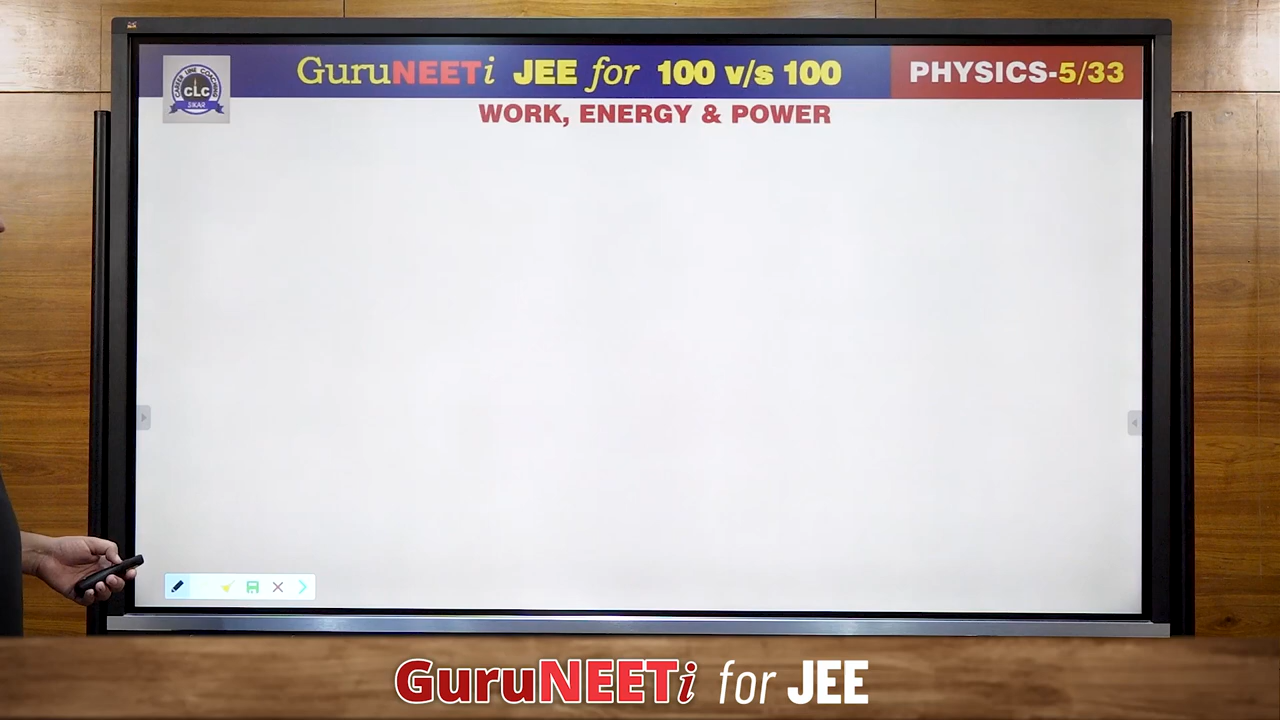 GuruNEETi JEE for 100 v/s 100
PHYSICS-5/33
CAREER LINE COACHING
CLC
SIKAR
WORK, ENERGY & POWER
GuruNEETi for JEE